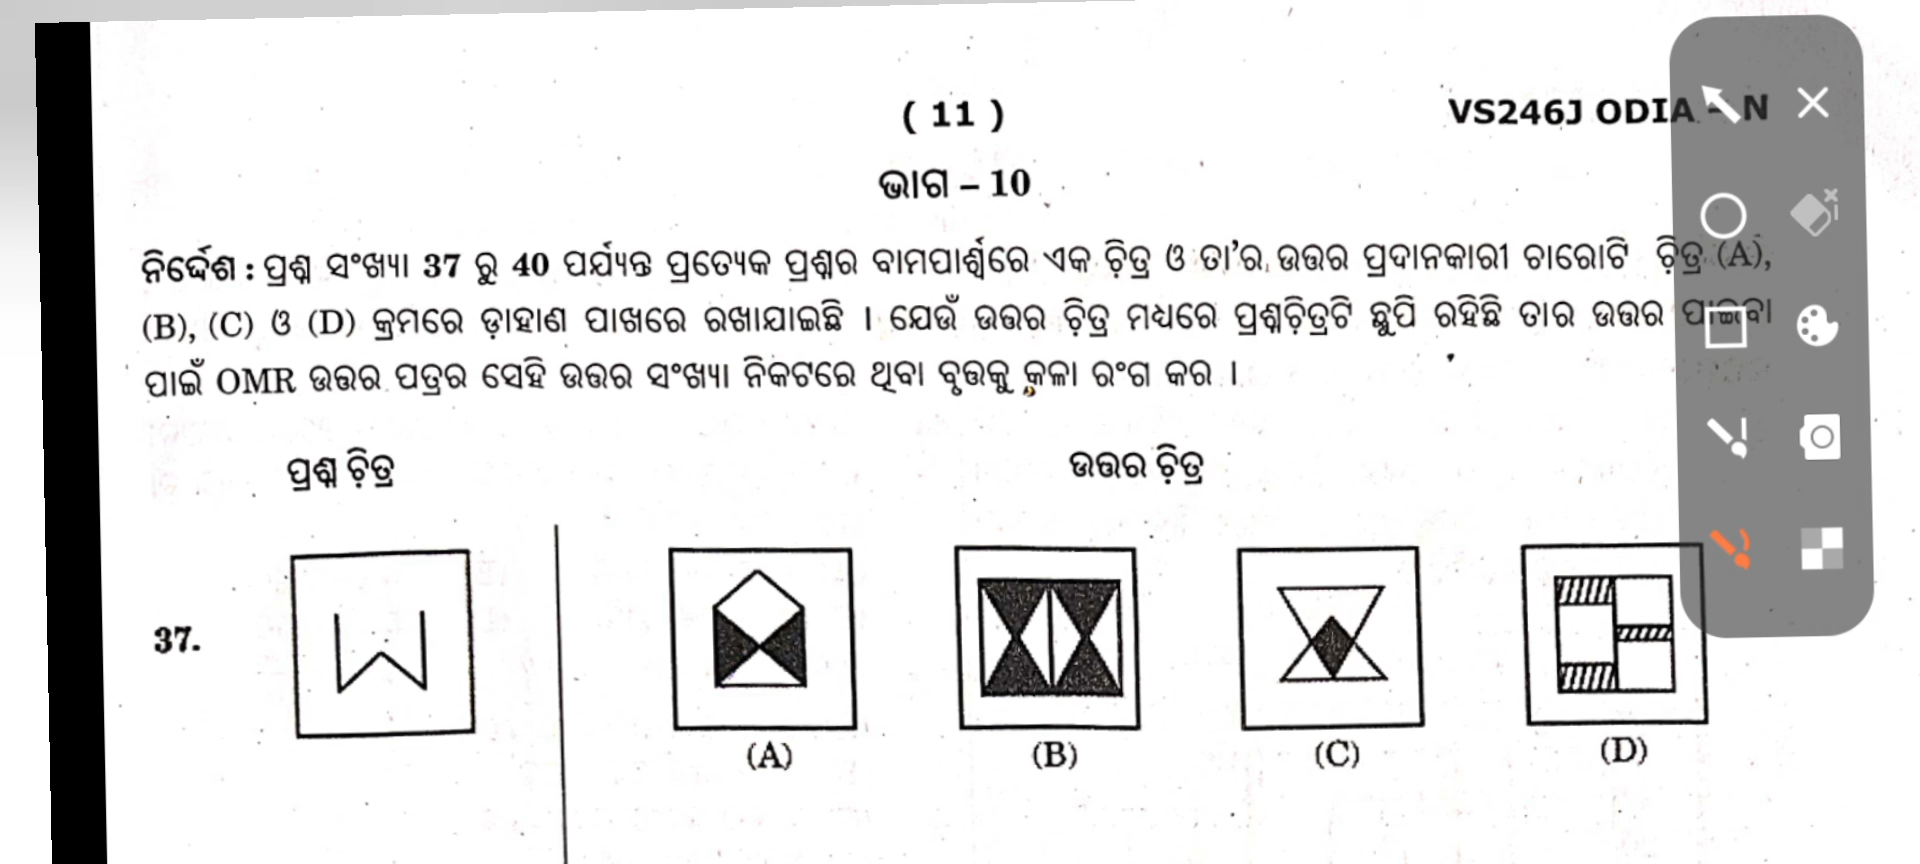 ( 11 )
VS246J ODIA – N
ଭାଗ – 10
ନିର୍ଦ୍ଦେଶ : ପ୍ରଶ୍ନ ସଂଖ୍ୟା 37 ରୁ 40 ପର୍ଯ୍ୟନ୍ତ ପ୍ରତ୍ୟେକ ପ୍ରଶ୍ନର ବାମପାର୍ଶ୍ଵରେ ଏକ ଚିତ୍ର ଓ ତା'ର ଉତ୍ତର ପ୍ରଦାନକାରୀ ଚାରୋଟି ଚିତ୍ର (A),
(B), (C) ଓ (D) କ୍ରମରେ ଡ଼ାହାଣ ପାଖରେ ରଖାଯାଇଛି । ଯେଉଁ ଉତ୍ତର ଚିତ୍ର ମଧ୍ୟରେ ପ୍ରଶ୍ନଚିତ୍ରଟି ଛୁପି ରହିଛି ତାର ଉତ୍ତର ପାଇବା
ପାଇଁ OMR ଉତ୍ତର ପତ୍ରର ସେହି ଉତ୍ତର ସଂଖ୍ୟା ନିକଟରେ ଥିବା ବୃତ୍ତକୁ କଳା ରଂଗ କର ।
ପ୍ରଶ୍ନ ଚିତ୍ର
ଉତ୍ତର ଚିତ୍ର
37.
(A)
(B)
(C)
(D)